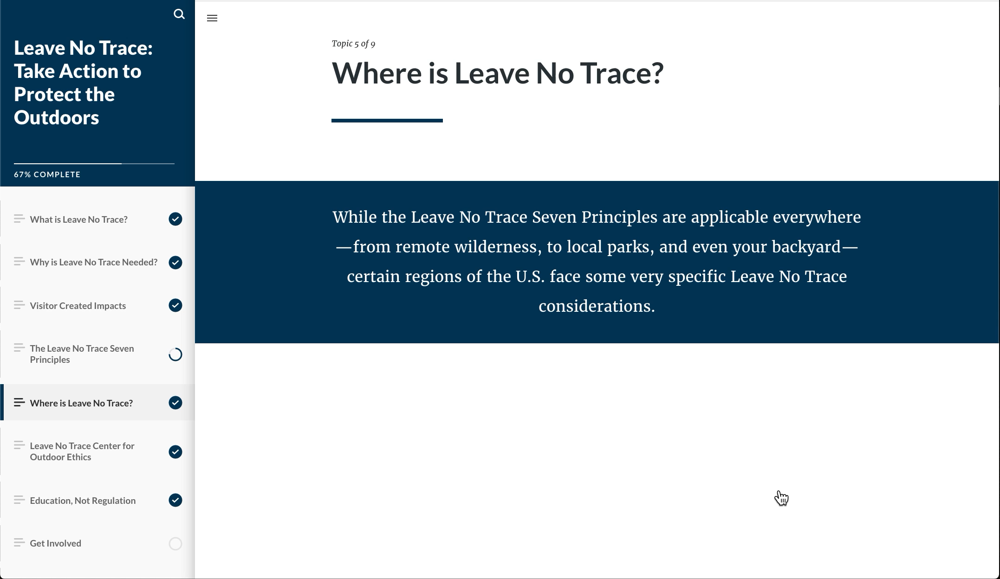 Leave No Trace:
Take Action to
Protect the
Outdoors
67% COMPLETE
What is Leave No Trace?
Why is Leave No Trace Needed?
Visitor Created Impacts
The Leave No Trace Seven
Principles
Where is Leave No Trace?
Leave No Trace Center for
Outdoor Ethics
Education, Not Regulation
Get Involved
Topic 5 of 9
Where is Leave No Trace?
While the Leave No Trace Seven Principles are applicable everywhere
—from remote wilderness, to local parks, and even your backyard—
certain regions of the U.S. face some very specific Leave No Trace
considerations.